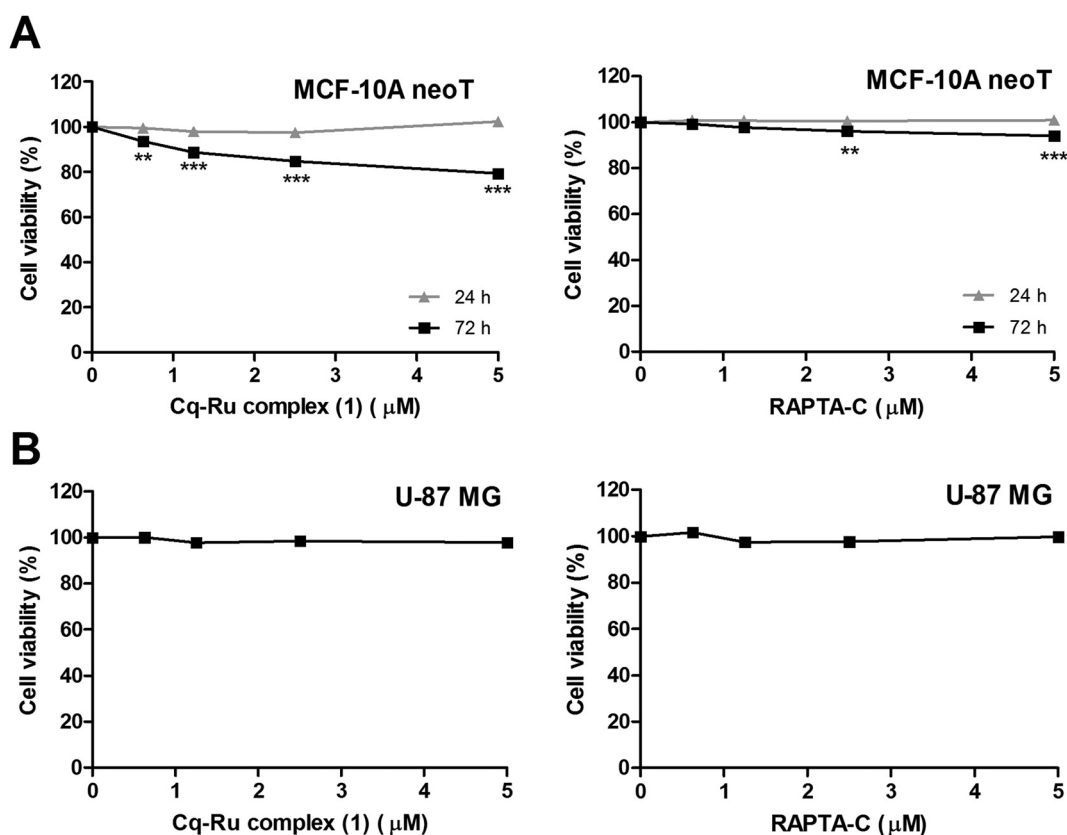 A
MCF-10A neoT
Cell viability (%)
120
100
80
60
40
20
0
**
***
***
***
24 h
72 h
0 1 2 3 4 5
Cq-Ru complex (1) ( μM)
MCF-10A neoT
Cell viability (%)
120
100
80
60
40
20
0
**
***
24 h
72 h
0 1 2 3 4 5
RAPTA-C ( μM)
B
U-87 MG
Cell viability (%)
120
100
80
60
40
20
0
0 1 2 3 4 5
Cq-Ru complex (1) ( μM)
U-87 MG
Cell viability (%)
120
100
80
60
40
20
0
0 1 2 3 4 5
RAPTA-C ( μM)